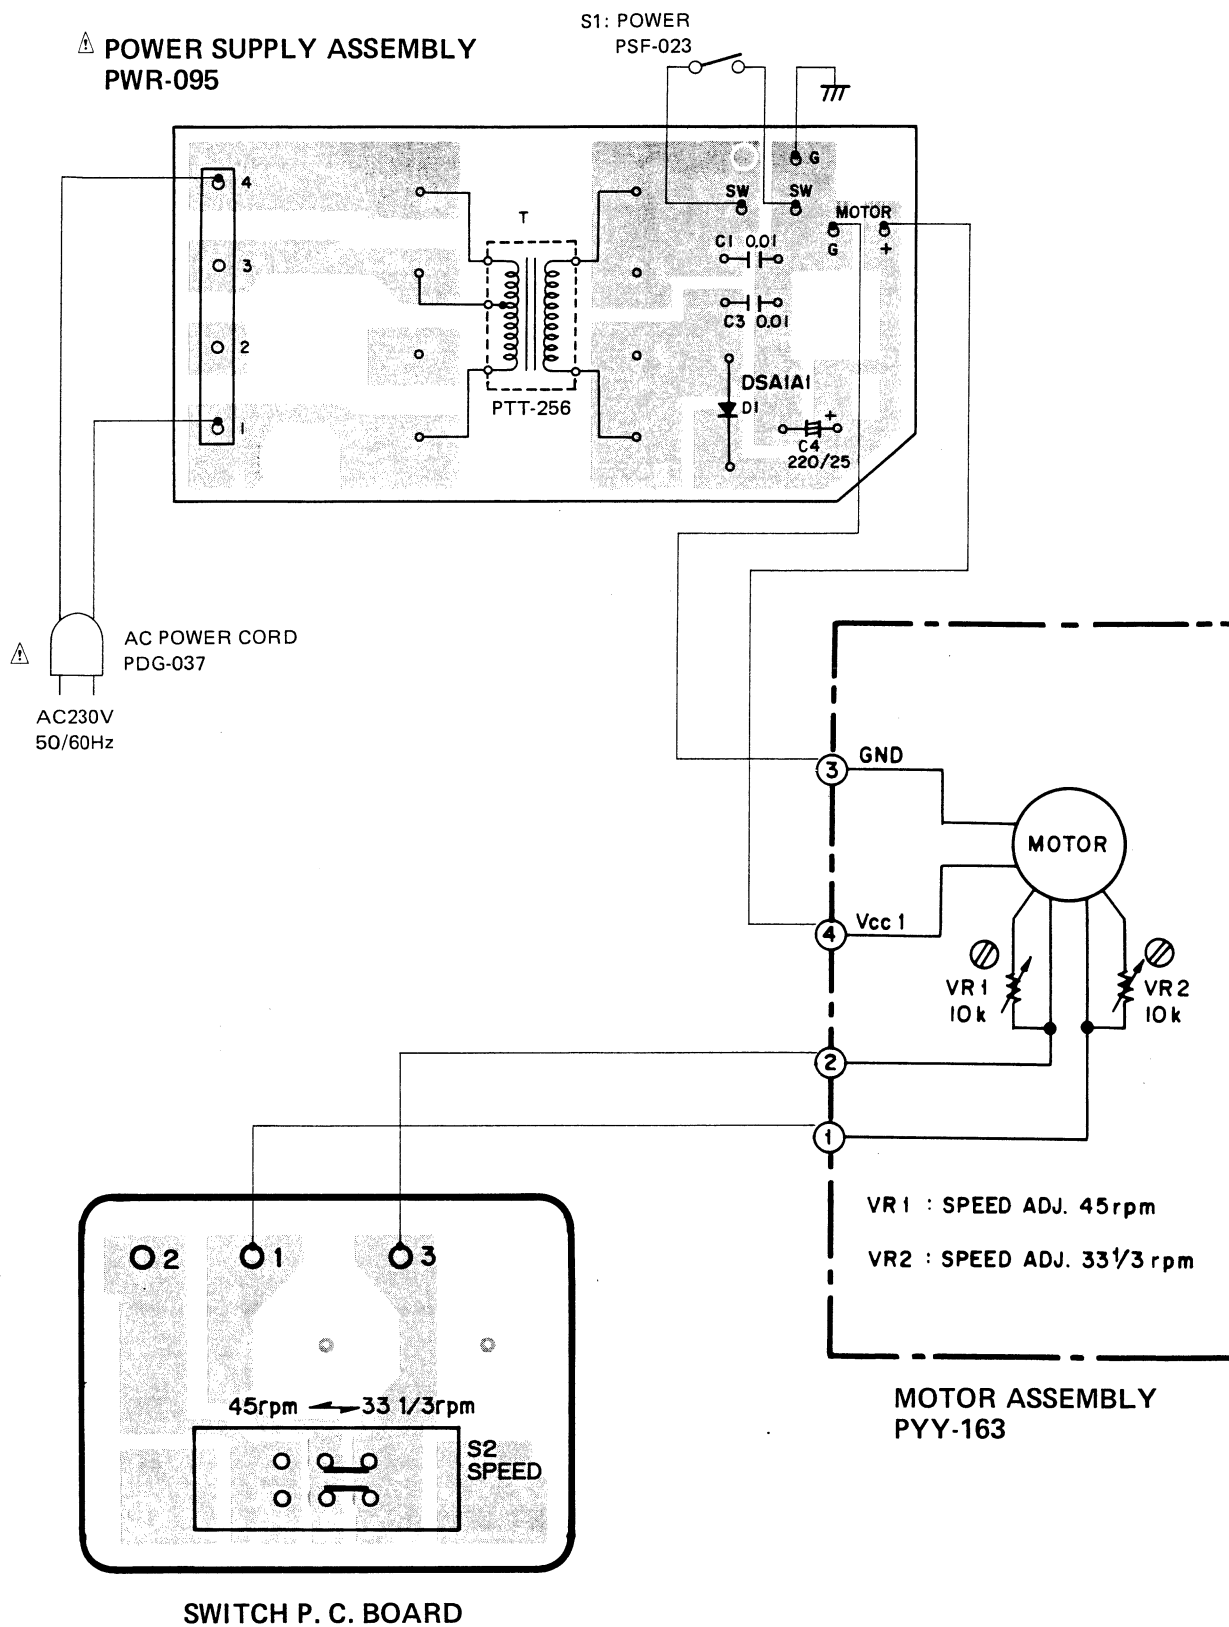 S1: POWER
PSF-023
POWER SUPPLY ASSEMBLY
PWR-095
G
4
SW SW
T
MOTOR
C1 0.01
G +
3
C3 0.01
2
DSA1A1
D1
PTT-256
+
1
C4
220/25
AC POWER CORD
PDG-037
AC230V
50/60Hz
3 GND
MOTOR
4 Vcc 1
VR1
10k
VR2
10k
2
1
VR1 : SPEED ADJ. 45rpm
2 1 3
VR2 : SPEED ADJ. 33 1/3 rpm
45rpm 33 1/3rpm
MOTOR ASSEMBLY
PYY-163
S2
SPEED
SWITCH P. C. BOARD